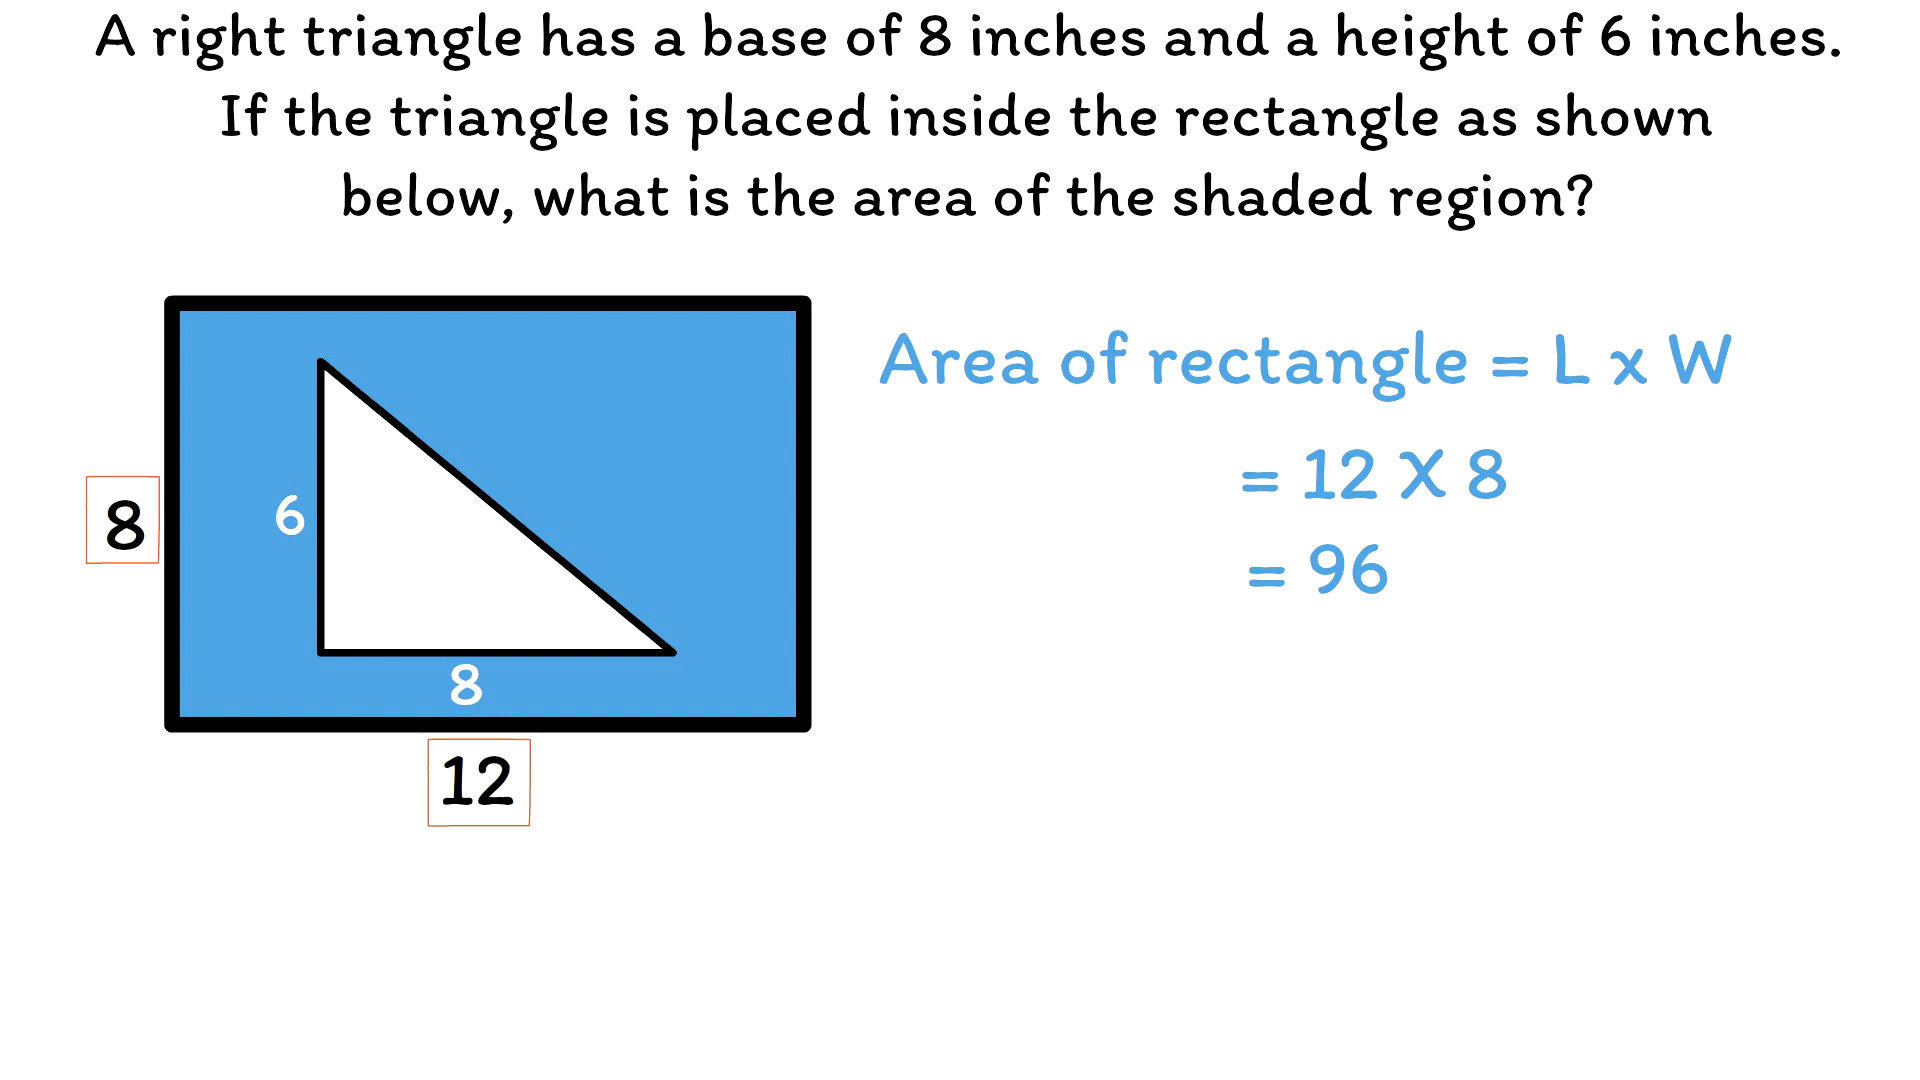 A right triangle has a base of 8 inches and a height of 6 inches.
If the triangle is placed inside the rectangle as shown
below, what is the area of the shaded region?
Area of rectangle = L x W
= 12 X 8
= 96
6
8
8
12